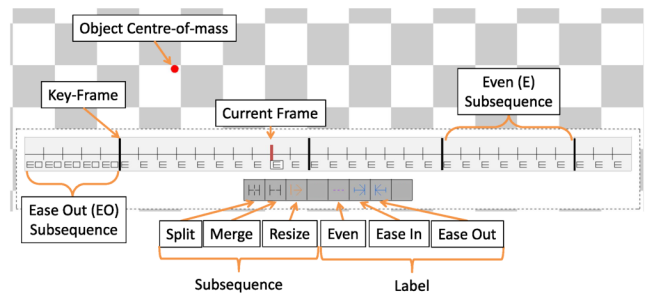 Object Centre-of-mass
Key-Frame
Current Frame
Even (E)
Subsequence
EO EO EO EO EO E E E E E E E E E E E E E E E E E E E E E E E E E E E
Ease Out (EO)
Subsequence
Split Merge Resize Even Ease In Ease Out
Subsequence Label